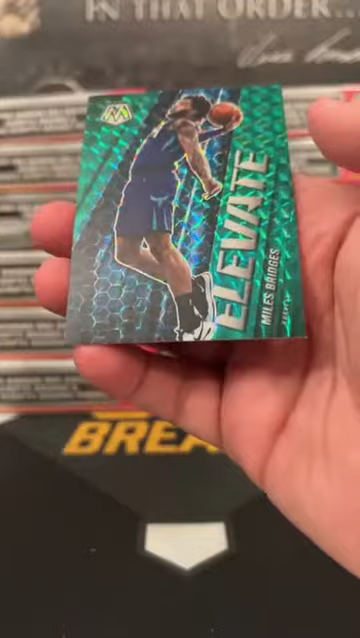 IN THAT ORDER...
M
ELEVATE
MILES BRIDGES
BREA